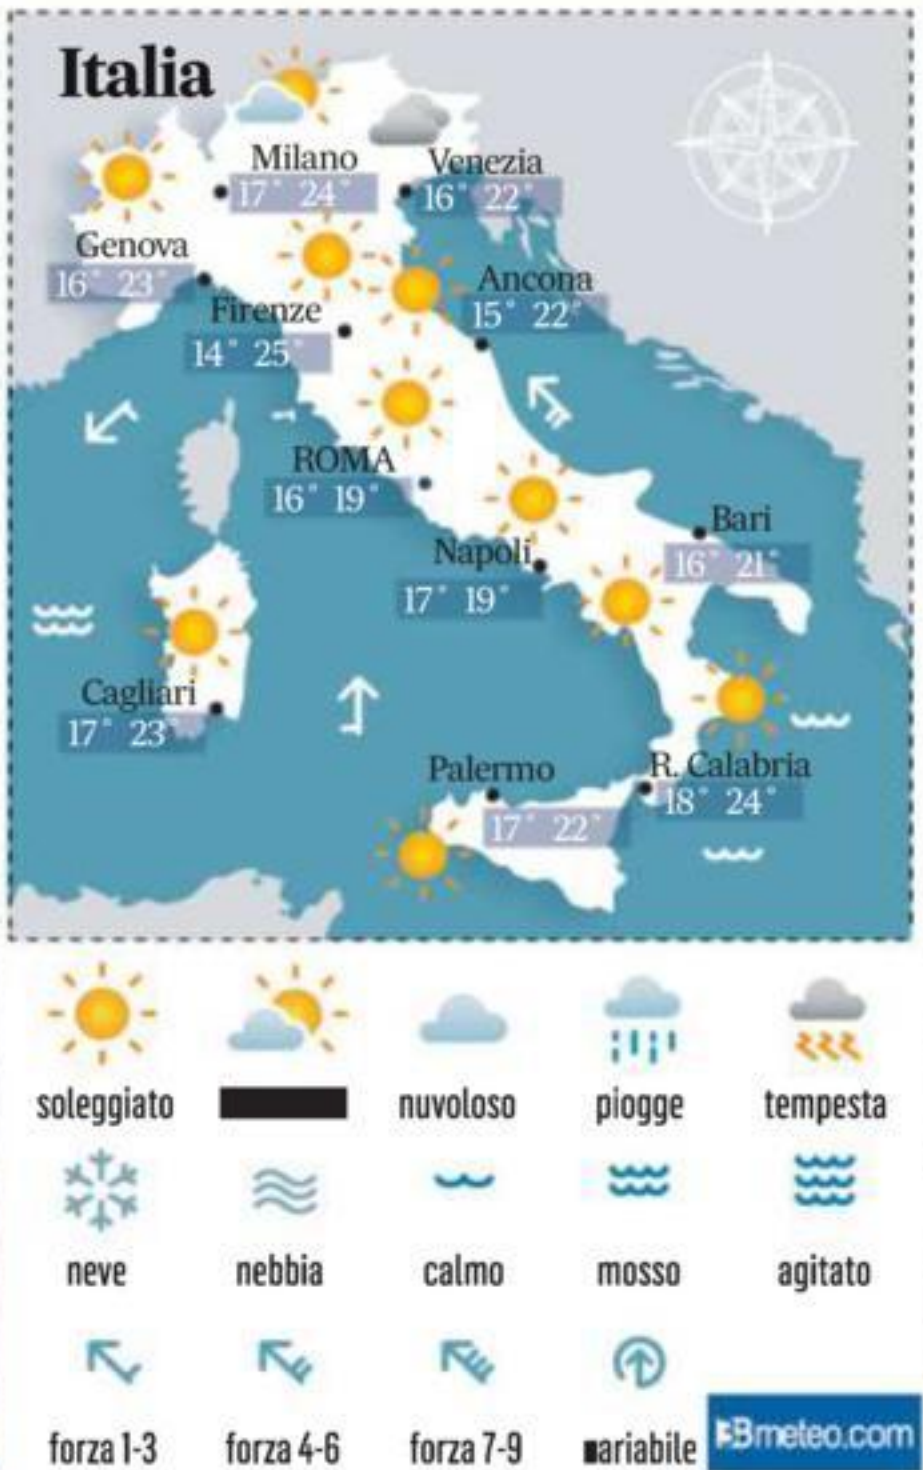 Italia
Milano
17° 24°
Venezia
16° 22°
Genova
16° 23°
Firenze
14° 25°
Ancona
15° 22°
ROMA
16° 19°
Napoli
17° 19°
Bari
16° 21°
Cagliari
17° 23°
Palermo
17° 22°
R. Calabria
18° 24°
soleggiato
nuvoloso
piogge
tempesta
neve
nebbia
calmo
mosso
agitato
forza 1-3
forza 4-6
forza 7-9
ariabile
3Bmeteo.com